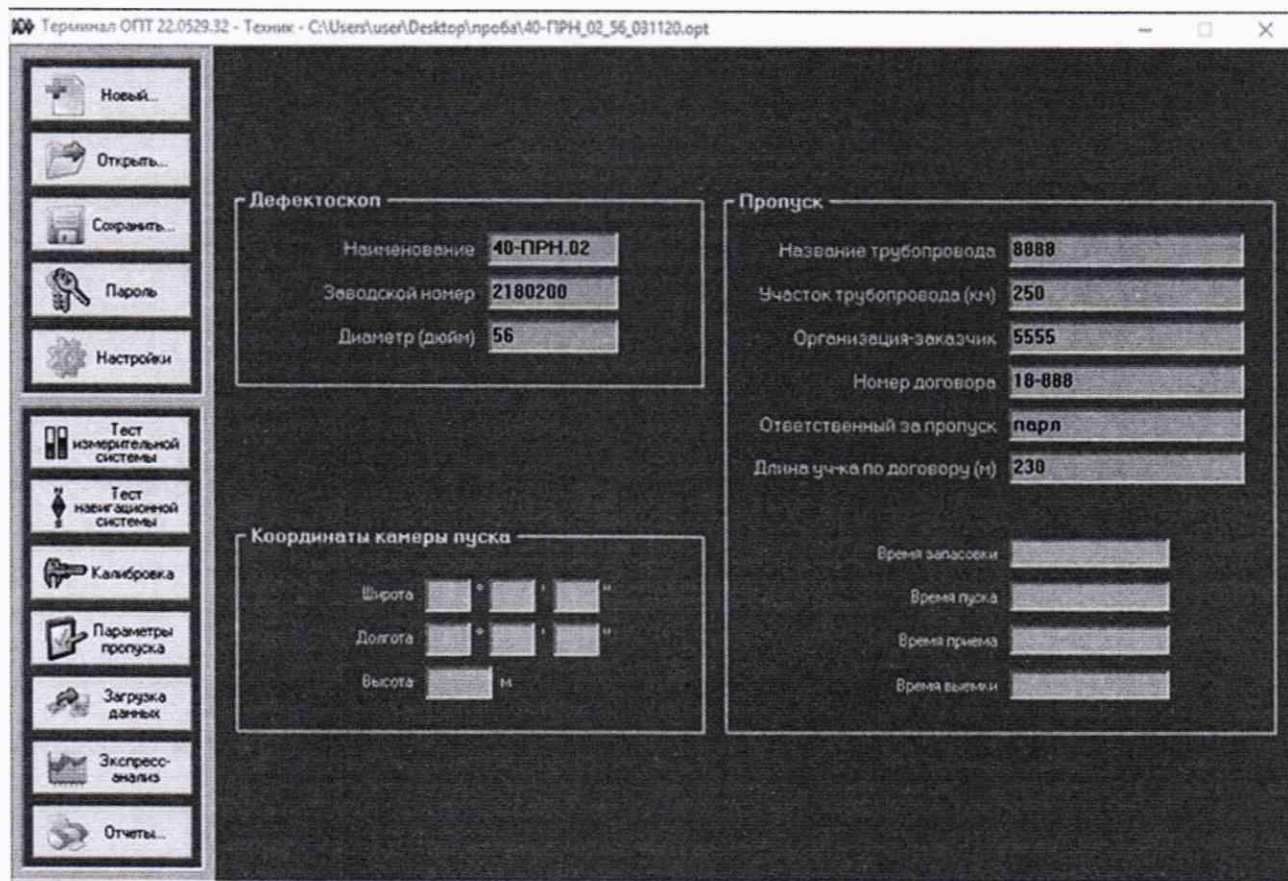 Терминал ОПТ 22.0529.32 - Техник - C:\Users\user\Desktop\проба\40-ПРН_02_56_031120.opt
Новый...
Открыть...
Сохранить...
Пароль
Настройки
Тест
измерительной
системы
Тест
навигационной
системы
Калибровка
Параметры
пропуска
Загрузка
данных
Экспресс-
анализ
Отчеты...
Дефектоскоп
Наименование 40-ПРН.02
Заводской номер 2180200
Диаметр (дюйм) 56
Координаты камеры пуска
Широта ° ' "
Долгота ° ' "
Высота м
Пропуск
Название трубопровода 8888
Участок трубопровода (км) 250
Организация-заказчик 5555
Номер договора 18-888
Ответственный за пропуск парл
Длина уч-ка по договору (м) 230
Время запасовки
Время пуска
Время приема
Время выемки